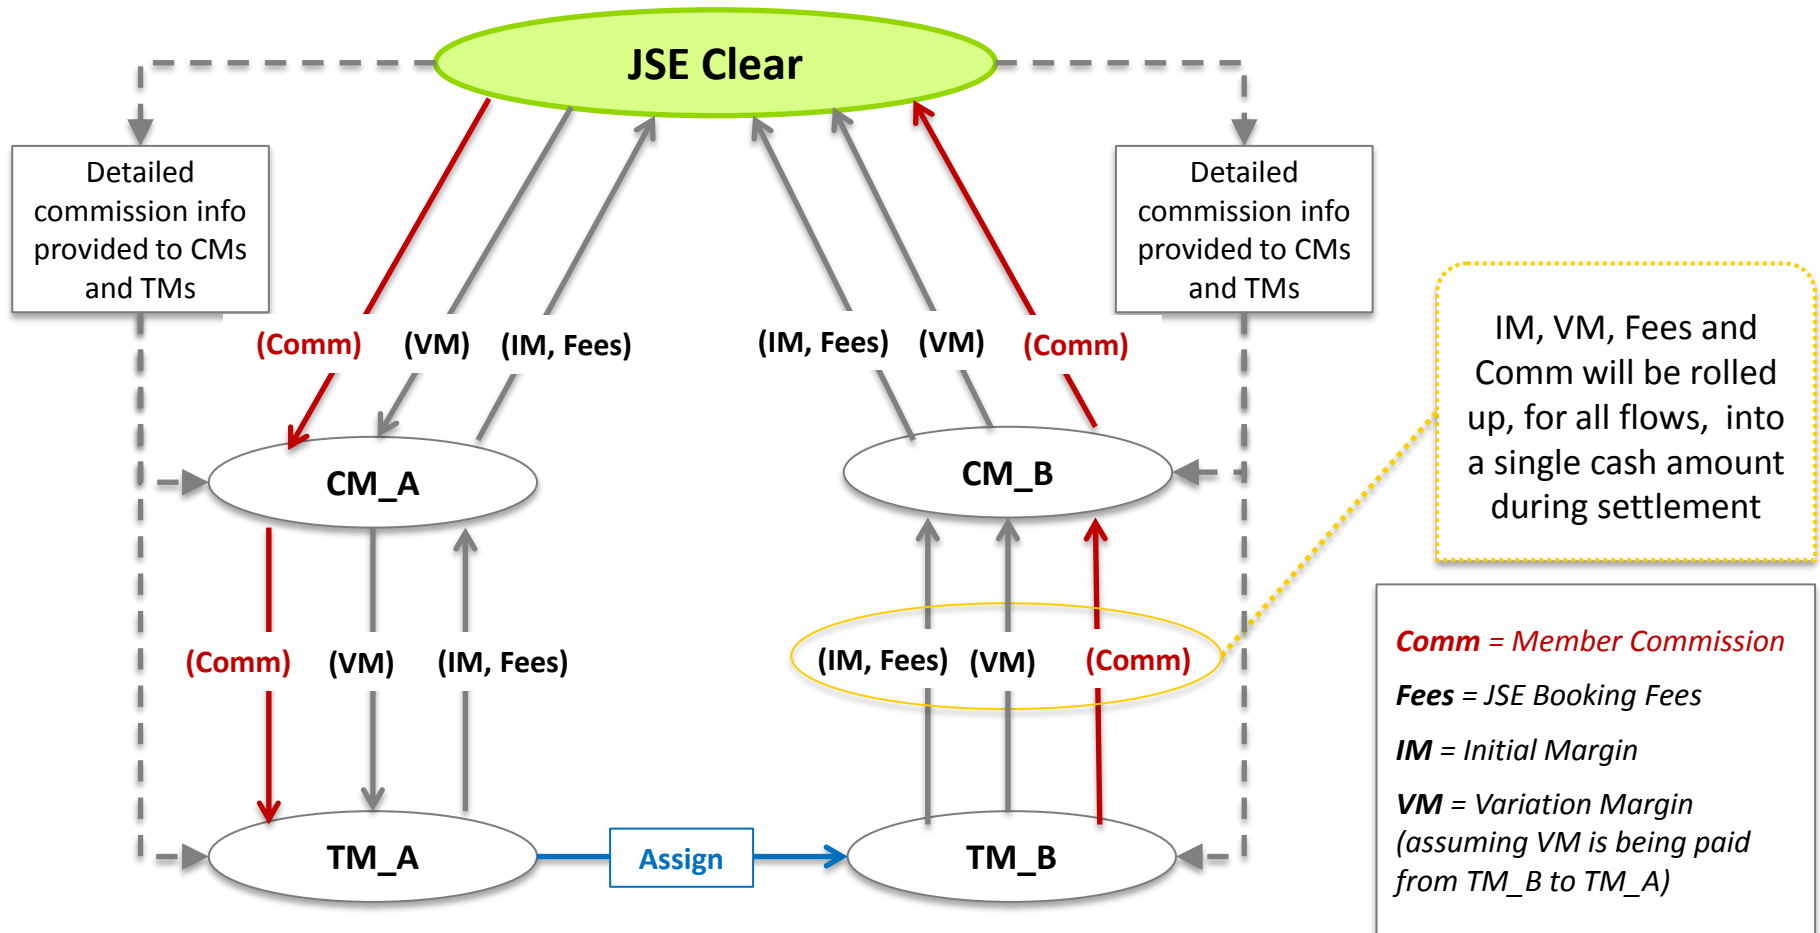 JSE Clear
Detailed
commission info
provided to CMs
and TMs
Detailed
commission info
provided to CMs
and TMs
(Comm) (VM) (IM, Fees)
(IM, Fees) (VM) (Comm)
IM, VM, Fees and
Comm will be rolled
up, for all flows, into
a single cash amount
during settlement
CM_A
CM_B
(Comm) (VM) (IM, Fees)
(IM, Fees) (VM) (Comm)
Comm = Member Commission
Fees = JSE Booking Fees
IM = Initial Margin
VM = Variation Margin
(assuming VM is being paid
from TM_B to TM_A)
TM_A
Assign
TM_B